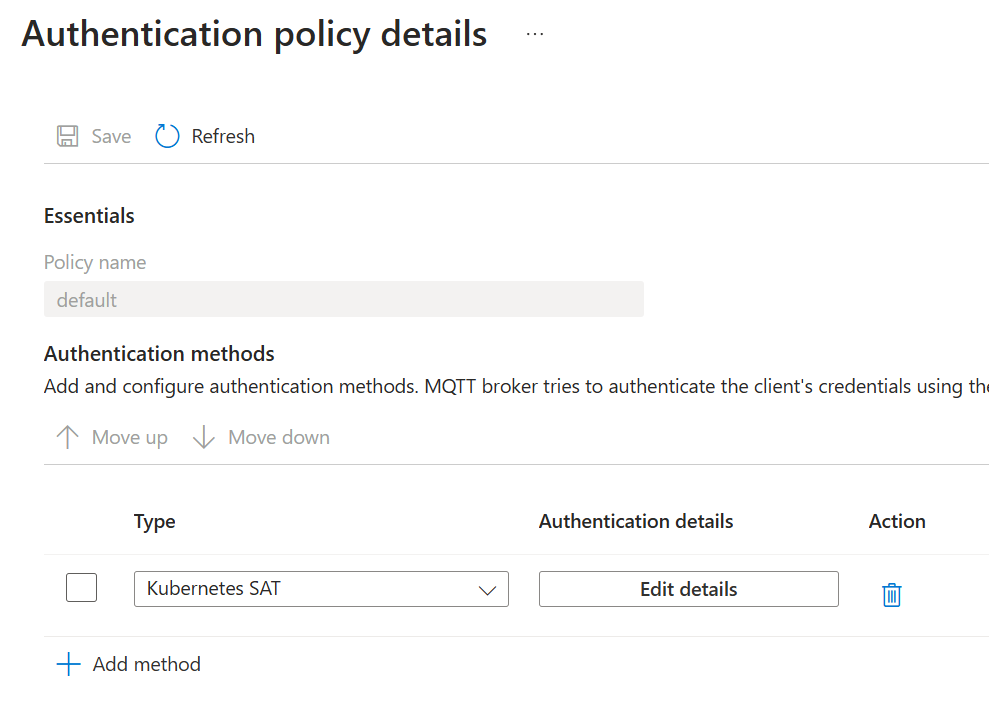 Authentication policy details ...
Save Refresh
Essentials
Policy name
default
Authentication methods
Add and configure authentication methods. MQTT broker tries to authenticate the client's credentials using
Move up Move down
Type Authentication details Action
Kubernetes SAT Edit details
Add method